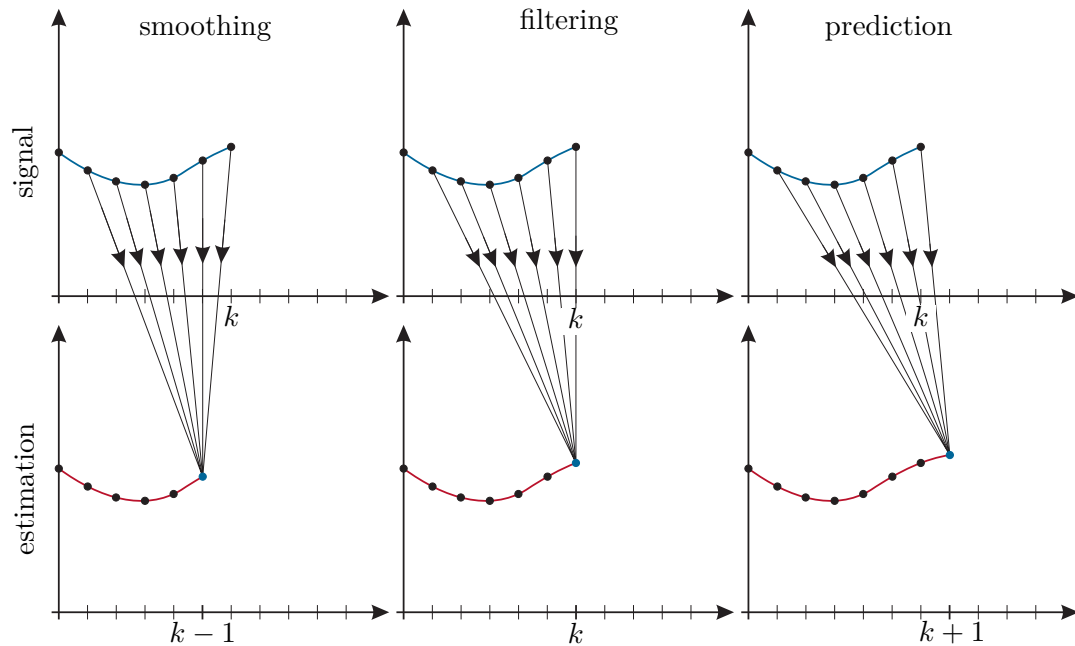 smoothing
filtering
prediction
signal
k
k
k
estimation
k − 1
k
k + 1